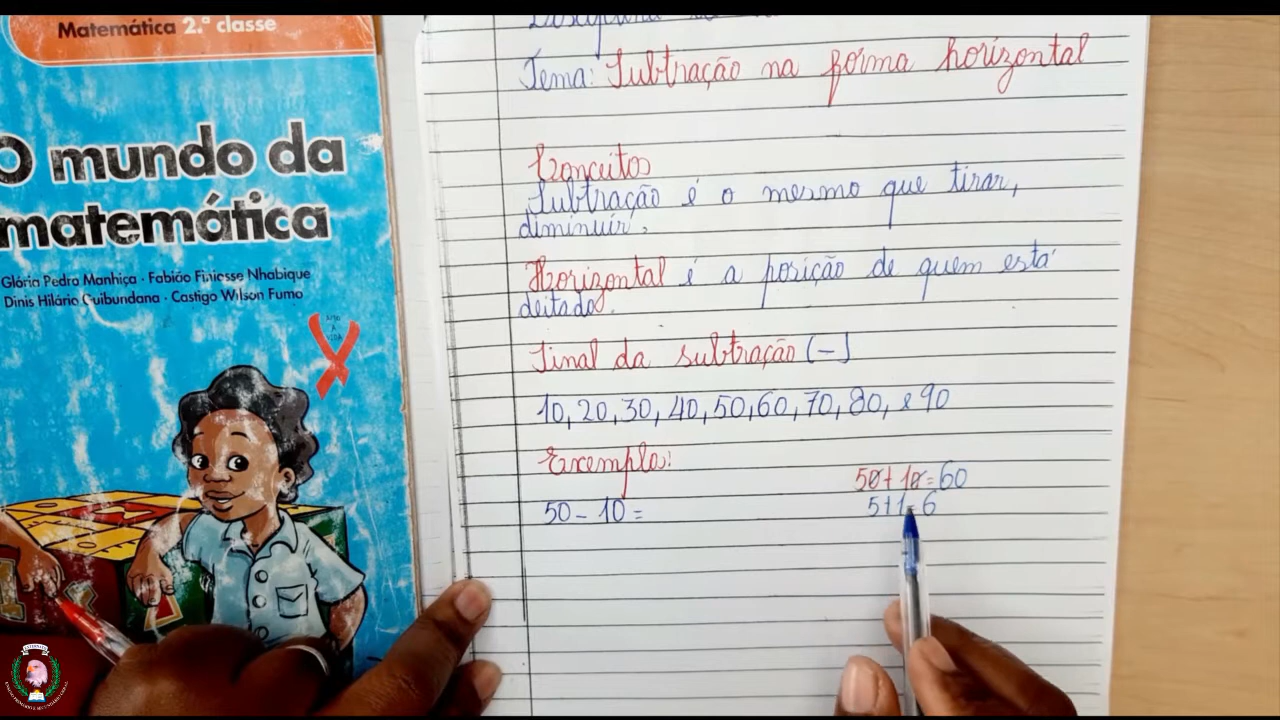 Matemática 2.ª classe
O mundo da
matemática
Glória Pedro Manhiça · Fabião Finiosse Nhabique
Dinis Hilário Guibundana · Castigo Wilson Fumo
Tema: Subtração na forma horizontal
Conceitos
Subtração é o mesmo que tirar,
diminuir.
Horizontal é a posição de quem está
deitado.
Sinal da subtração (-)
10, 20, 30, 40, 50, 60, 70, 80, e 90
Exemplo:
50 - 10 =
50 + 10 = 60
5+1=6